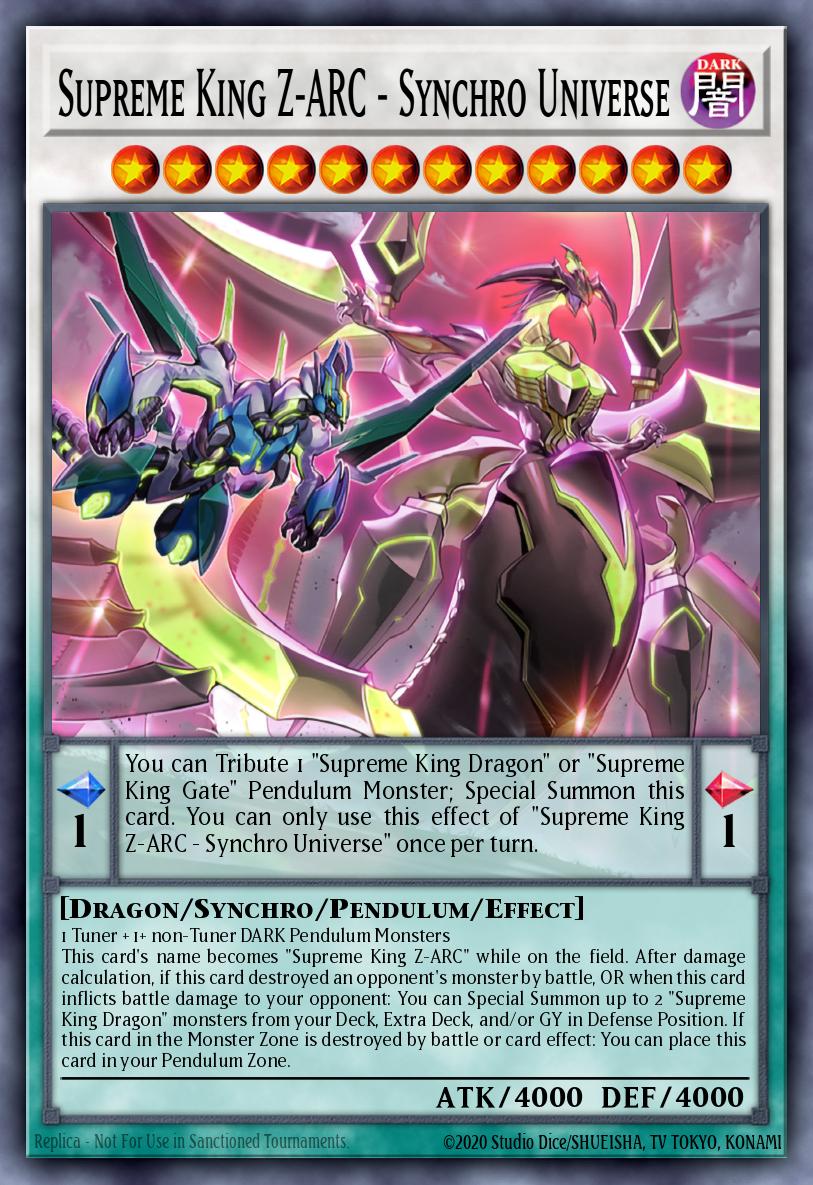 Supreme King Z-ARC - Synchro Universe
DARK
闇
You can Tribute 1 "Supreme King Dragon" or "Supreme
King Gate" Pendulum Monster; Special Summon this
card. You can only use this effect of "Supreme King
Z-ARC - Synchro Universe" once per turn.
1
1
[Dragon/Synchro/Pendulum/Effect]
1 Tuner + 1+ non-Tuner DARK Pendulum Monsters
This card's name becomes "Supreme King Z-ARC" while on the field. After damage
calculation, if this card destroyed an opponent's monster by battle, OR when this card
inflicts battle damage to your opponent: You can Special Summon up to 2 "Supreme
King Dragon" monsters from your Deck, Extra Deck, and/or GY in Defense Position. If
this card in the Monster Zone is destroyed by battle or card effect: You can place this
card in your Pendulum Zone.
ATK/4000 DEF/4000
Replica - Not For Use in Sanctioned Tournaments.
©2020 Studio Dice/SHUEISHA, TV TOKYO, KONAMI